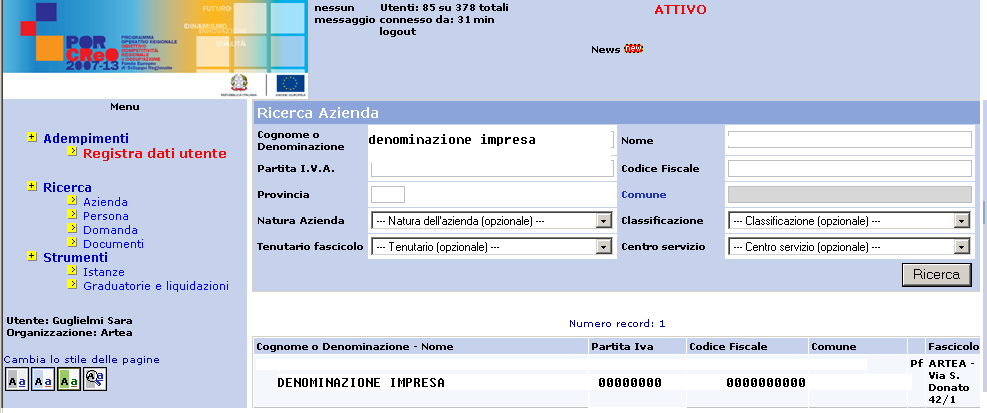 FUTURO
DINAMISMO
INNOVAZIONE
QUALITÀ
POR
CReO
2007-13
PROGRAMMA
OPERATIVO REGIONALE
OBIETTIVO
COMPETITIVITÀ
REGIONALE
e OCCUPAZIONE
Fondo Europeo
di Sviluppo Regionale
REPUBBLICA ITALIANA
UNIONE EUROPEA
nessun
messaggio
Utenti: 85 su 378 totali
connesso da: 31 min
logout
ATTIVO
News new
Menu
Adempimenti
Registra dati utente
Ricerca
Azienda
Persona
Domanda
Documenti
Strumenti
Istanze
Graduatorie e liquidazioni
Utente: Guglielmi Sara
Organizzazione: Artea
Cambia lo stile delle pagine
Aa Aa Aa Aa
Ricerca Azienda
Cognome o
Denominazione
denominazione impresa
Nome
Partita I.V.A.
Codice Fiscale
Provincia
Comune
Natura Azienda
--- Natura dell'azienda (opzionale) ---
Classificazione
--- Classificazione (opzionale) ---
Tenutario fascicolo
--- Tenutario (opzionale) ---
Centro servizio
--- Centro servizio (opzionale) ---
Ricerca
Numero record: 1
Cognome o Denominazione - Nome Partita Iva Codice Fiscale Comune Fascicolo
DENOMINAZIONE IMPRESA 00000000 0000000000
Pf ARTEA -
Via S.
Donato
42/1